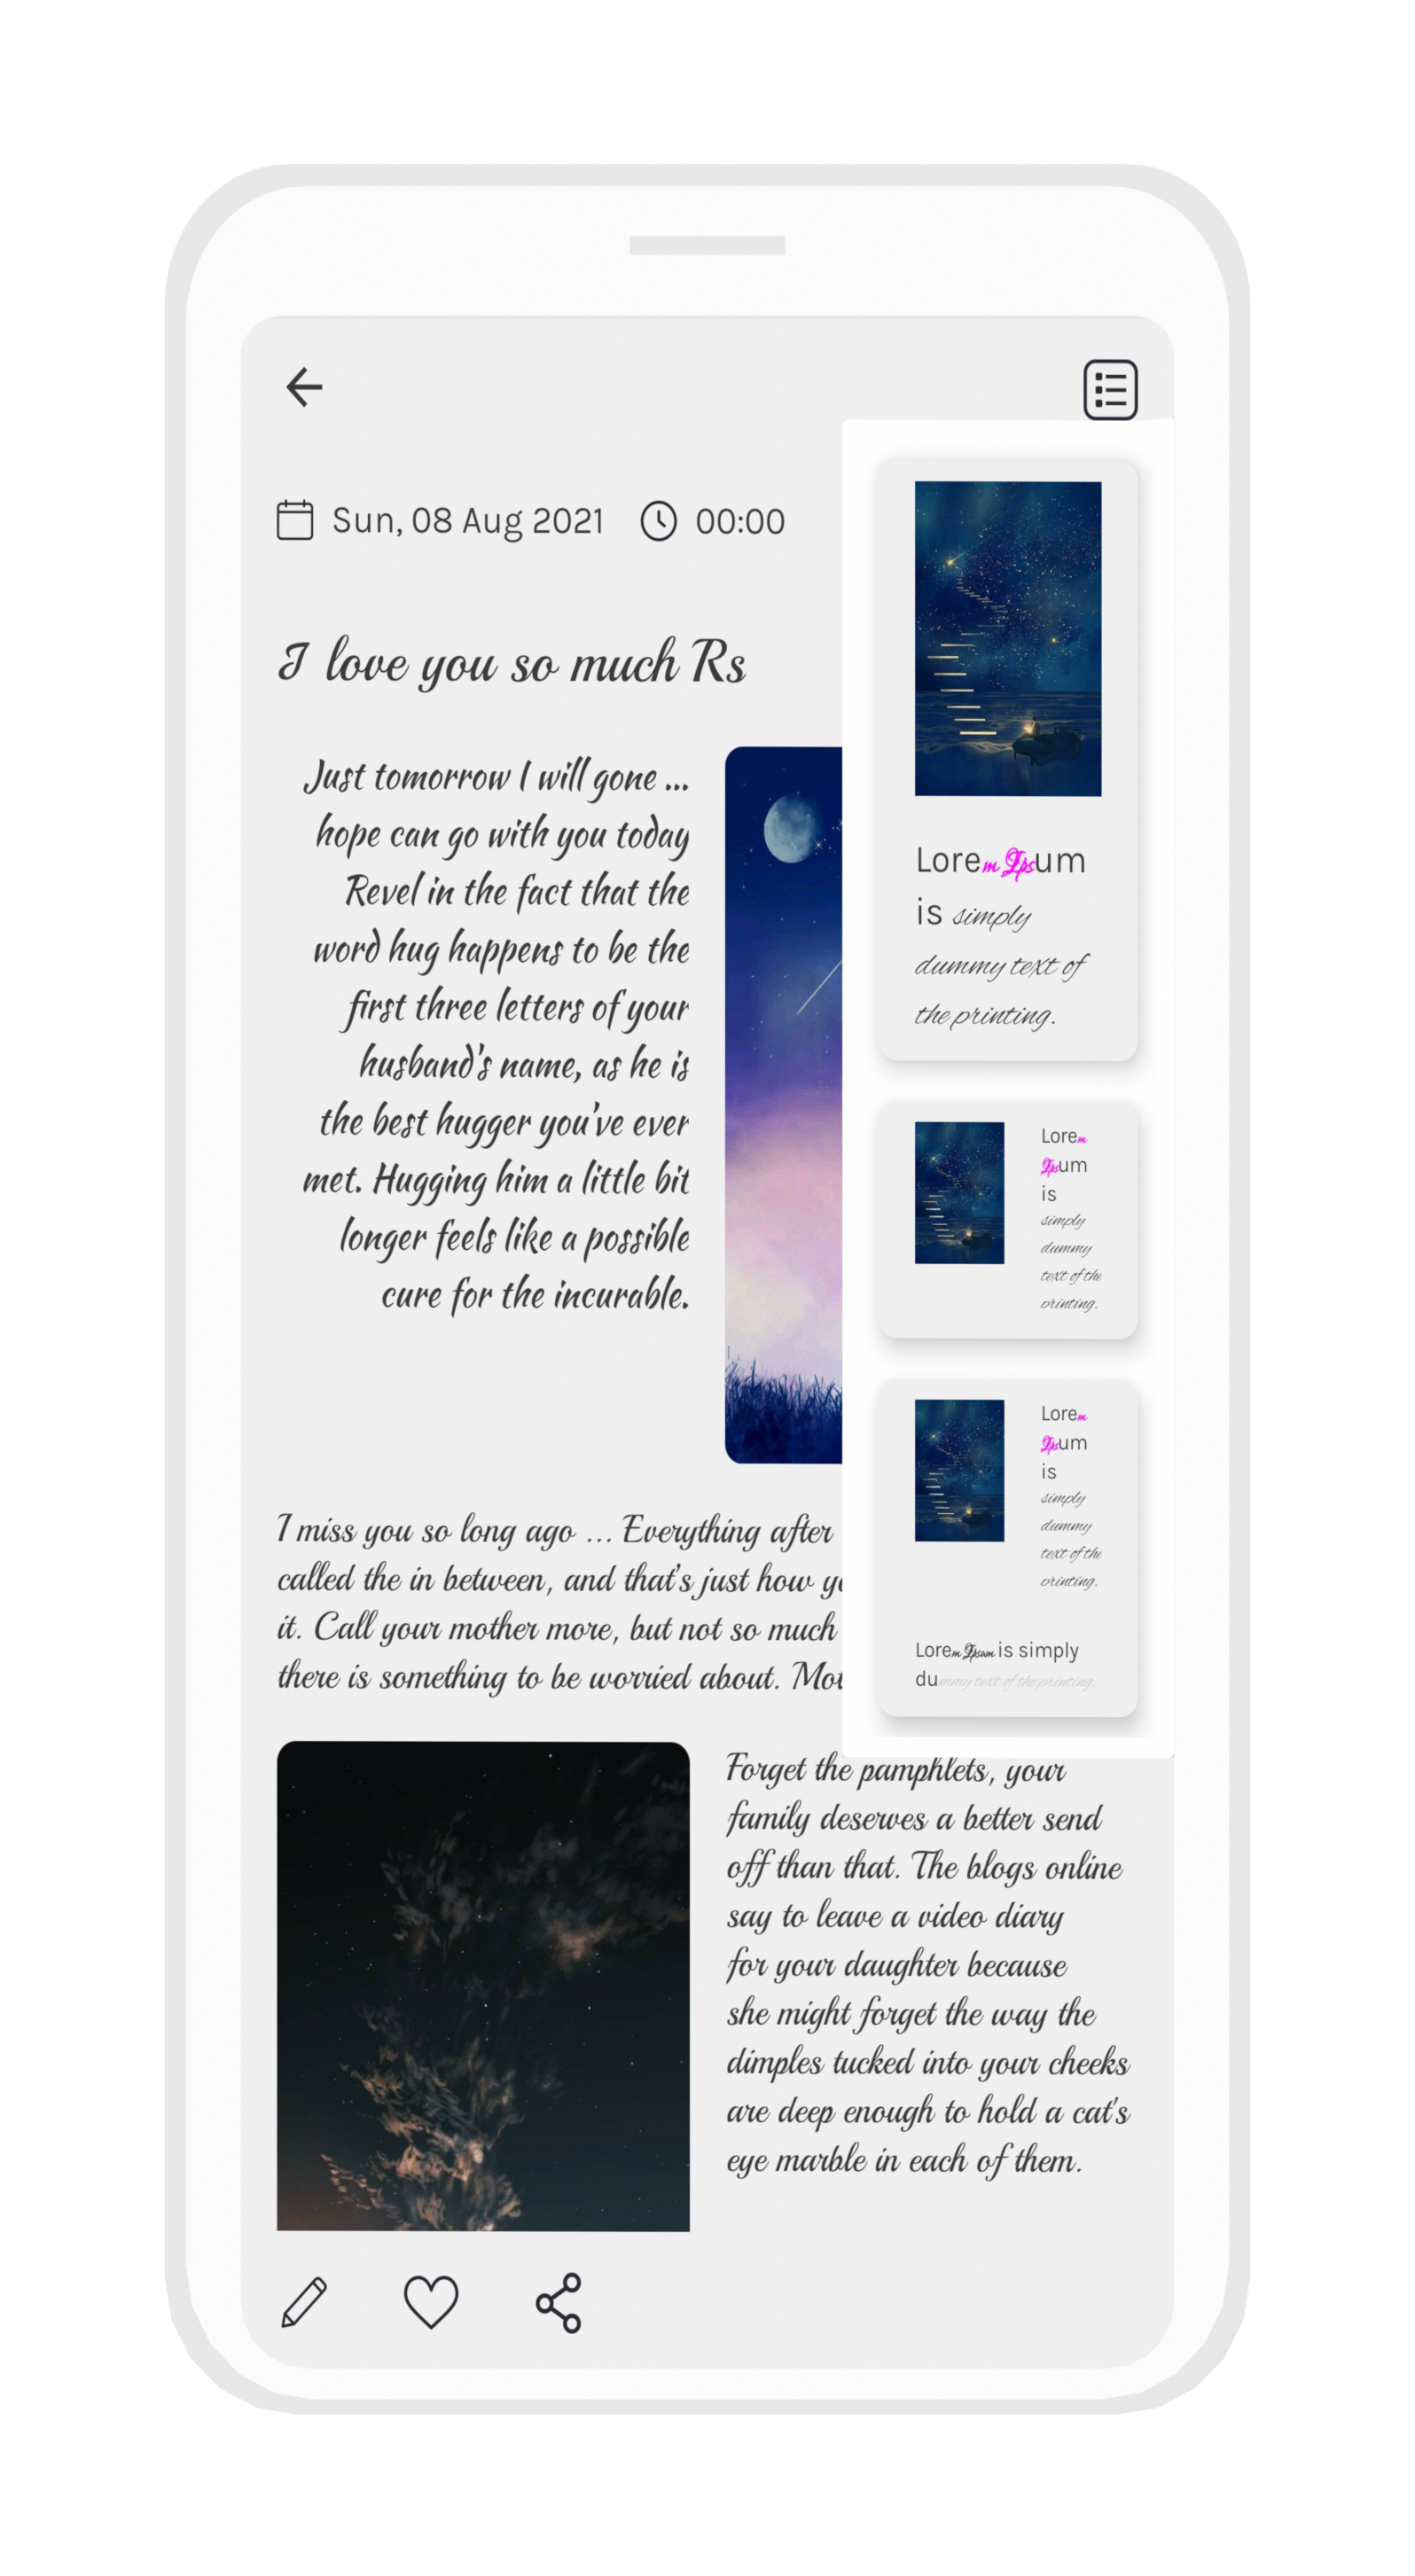 Sun, 08 Aug 2021 00:00
I love you so much Rs
Just tomorrow I will gone ...
hope can go with you today
Revel in the fact that the
word hug happens to be the
first three letters of your
husband's name, as he is
the best hugger you've ever
met. Hugging him a little bit
longer feels like a possible
cure for the incurable.
I miss you so long ago ... Everything after
called the in between, and that's just how
it. Call your mother more, but not so much
there is something to be worried about.
Forget the pamphlets, your
family deserves a better send
off than that. The blogs online
say to leave a video diary
for your daughter because
she might forget the way the
dimples tucked into your cheeks
are deep enough to hold a cat's
eye marble in each of them.
Lorem Ipsum
is simply
dummy text of
the printing.
Lorem
Ipsum
is
simply
dummy
text of the
printing.
Lorem
Ipsum
is
simply
dummy
text of the
printing.
Lorem Ipsum is simply
dummy text of the printing.